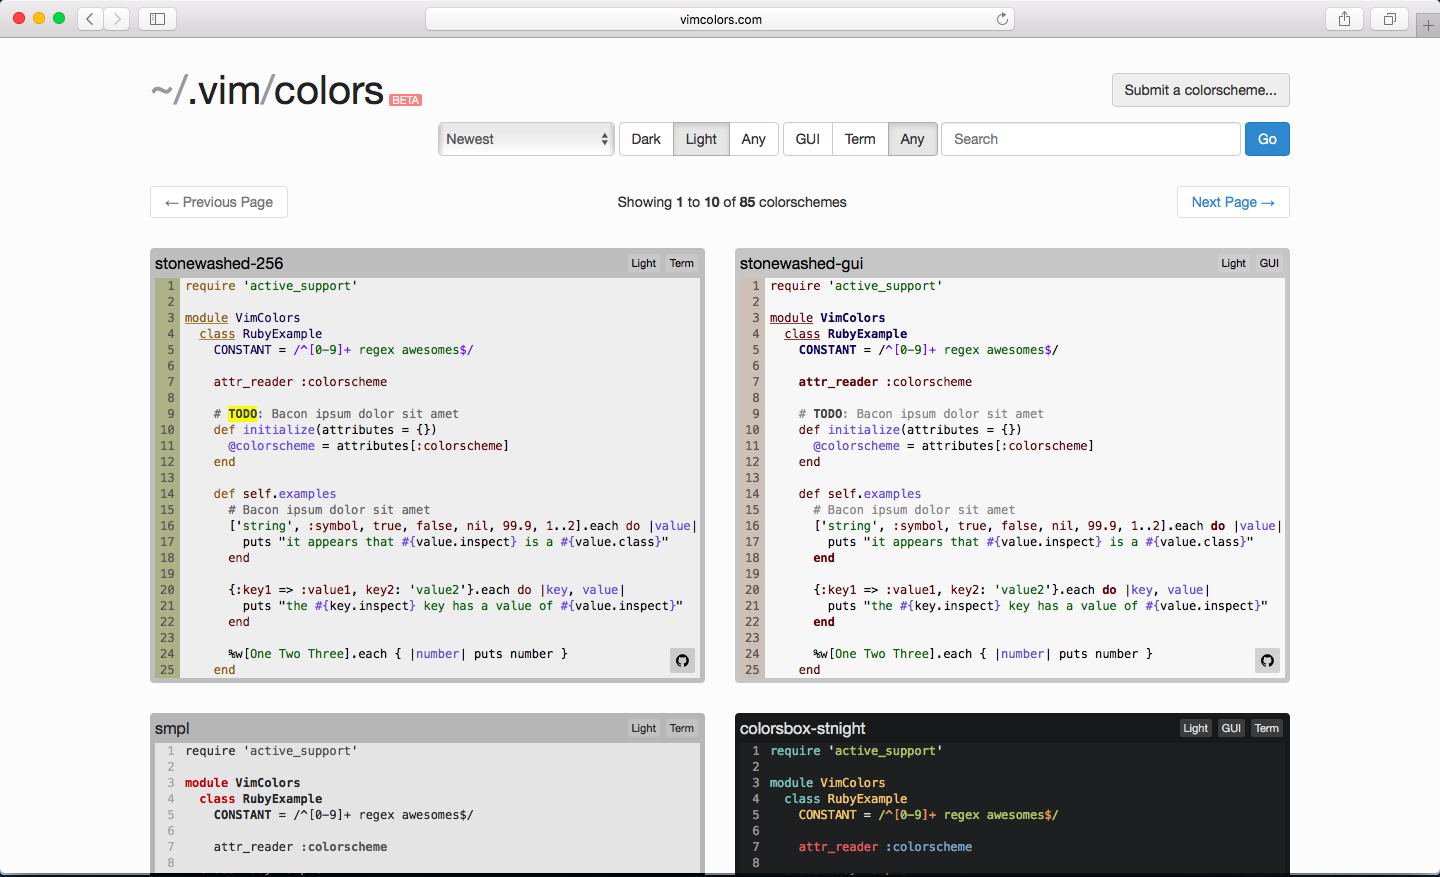 vimcolors.com
~/.vim/colors BETA
Submit a colorscheme...
Newest Dark Light Any GUI Term Any Search Go
← Previous Page
Showing 1 to 10 of 85 colorschemes
Next Page →
stonewashed-256 Light Term
1 require 'active_support'
2
3 module VimColors
4 class RubyExample
5 CONSTANT = /^[0-9]+ regex awesomes$/
6
7 attr_reader :colorscheme
8
9 # TODO: Bacon ipsum dolor sit amet
10 def initialize(attributes = {})
11 @colorscheme = attributes[:colorscheme]
12 end
13
14 def self.examples
15 # Bacon ipsum dolor sit amet
16 ['string', :symbol, true, false, nil, 99.9, 1..2].each do |value|
17 puts "it appears that #{value.inspect} is a #{value.class}"
18 end
19
20 {:key1 => :value1, key2: 'value2'}.each do |key, value|
21 puts "the #{key.inspect} key has a value of #{value.inspect}"
22 end
23
24 %w[One Two Three].each { |number| puts number }
25 end
stonewashed-gui Light GUI
1 require 'active_support'
2
3 module VimColors
4 class RubyExample
5 CONSTANT = /^[0-9]+ regex awesomes$/
6
7 attr_reader :colorscheme
8
9 # TODO: Bacon ipsum dolor sit amet
10 def initialize(attributes = {})
11 @colorscheme = attributes[:colorscheme]
12 end
13
14 def self.examples
15 # Bacon ipsum dolor sit amet
16 ['string', :symbol, true, false, nil, 99.9, 1..2].each do |value|
17 puts "it appears that #{value.inspect} is a #{value.class}"
18 end
19
20 {:key1 => :value1, key2: 'value2'}.each do |key, value|
21 puts "the #{key.inspect} key has a value of #{value.inspect}"
22 end
23
24 %w[One Two Three].each { |number| puts number }
25 end
smpl Light Term
1 require 'active_support'
2
3 module VimColors
4 class RubyExample
5 CONSTANT = /^[0-9]+ regex awesomes$/
6
7 attr_reader :colorscheme
8
colorsbox-stnight Light GUI Term
1 require 'active_support'
2
3 module VimColors
4 class RubyExample
5 CONSTANT = /^[0-9]+ regex awesomes$/
6
7 attr_reader :colorscheme
8